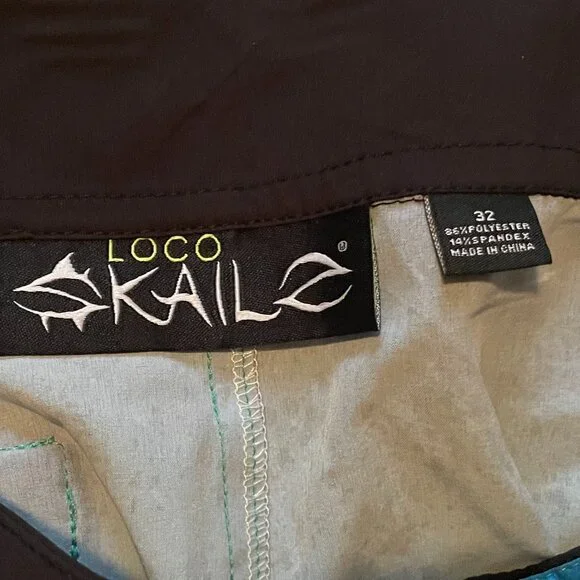 LOCO
SKAILZ
®
32
86%POLYESTER
14%SPANDEX
MADE IN CHINA